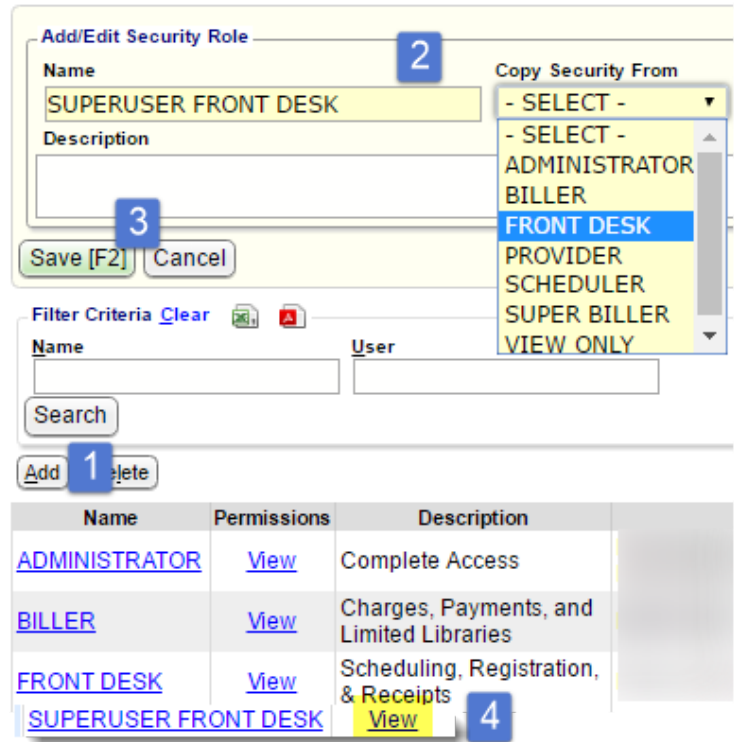 Add/Edit Security Role
2
Name
Copy Security From
SUPERUSER FRONT DESK
- SELECT -
Description
- SELECT -
ADMINISTRATOR
BILLER
FRONT DESK
PROVIDER
SCHEDULER
SUPER BILLER
VIEW ONLY
3
Save [F2] Cancel
Filter Criteria Clear
Name User
Search
Add 1 elete
Name Permissions Description
ADMINISTRATOR View Complete Access
BILLER View Charges, Payments, and
Limited Libraries
FRONT DESK View Scheduling, Registration,
& Receipts
SUPERUSER FRONT DESK View 4